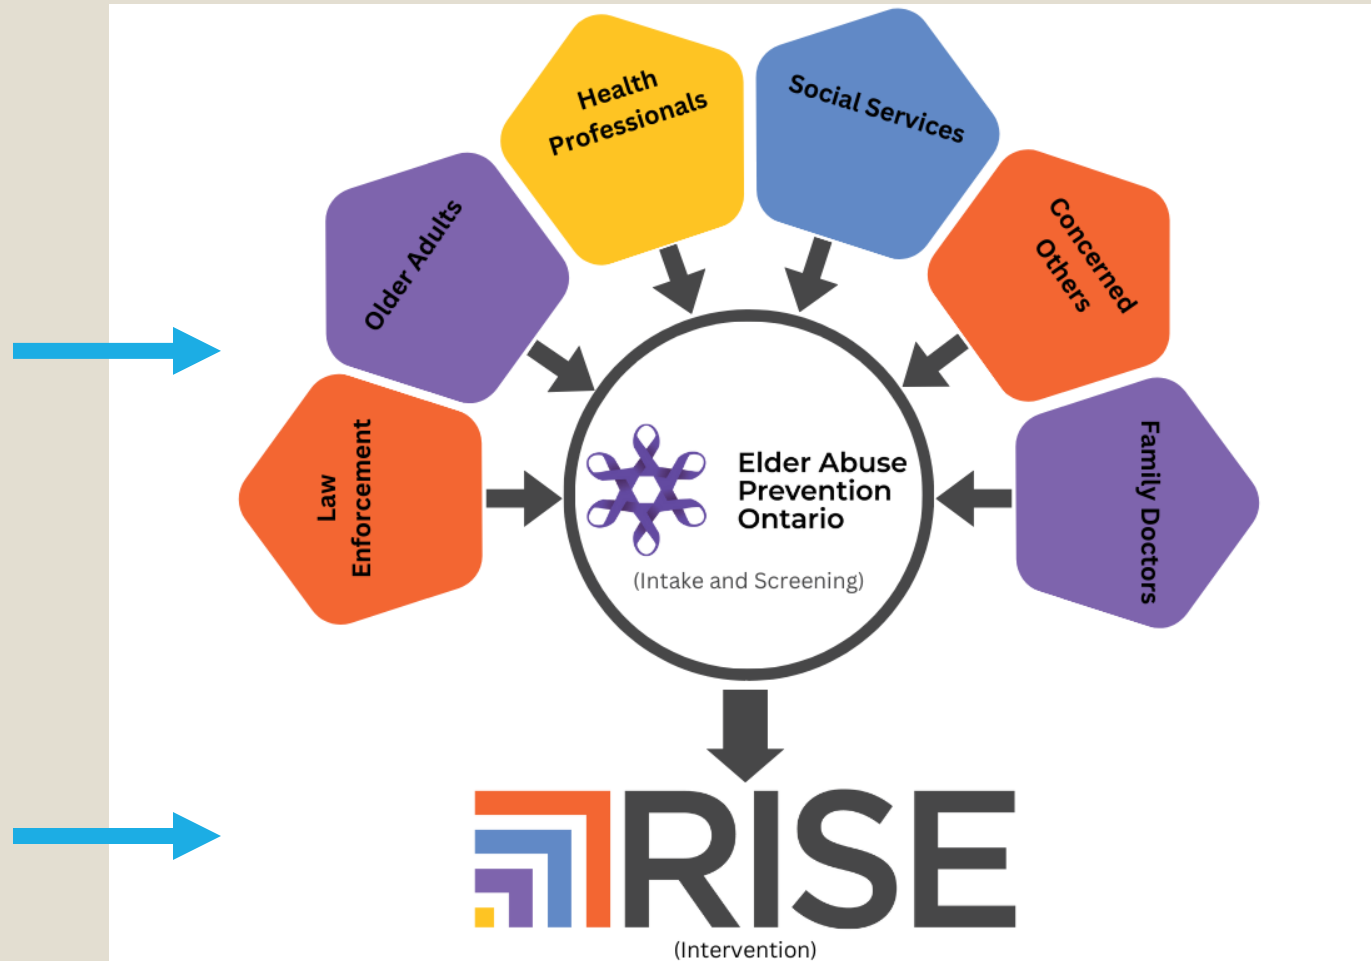 Health
Professionals
Social Services
Older Adults
Concerned
Others
Law
Enforcement
Family Doctors
Elder Abuse
Prevention
Ontario
(Intake and Screening)
RISE
(Intervention)